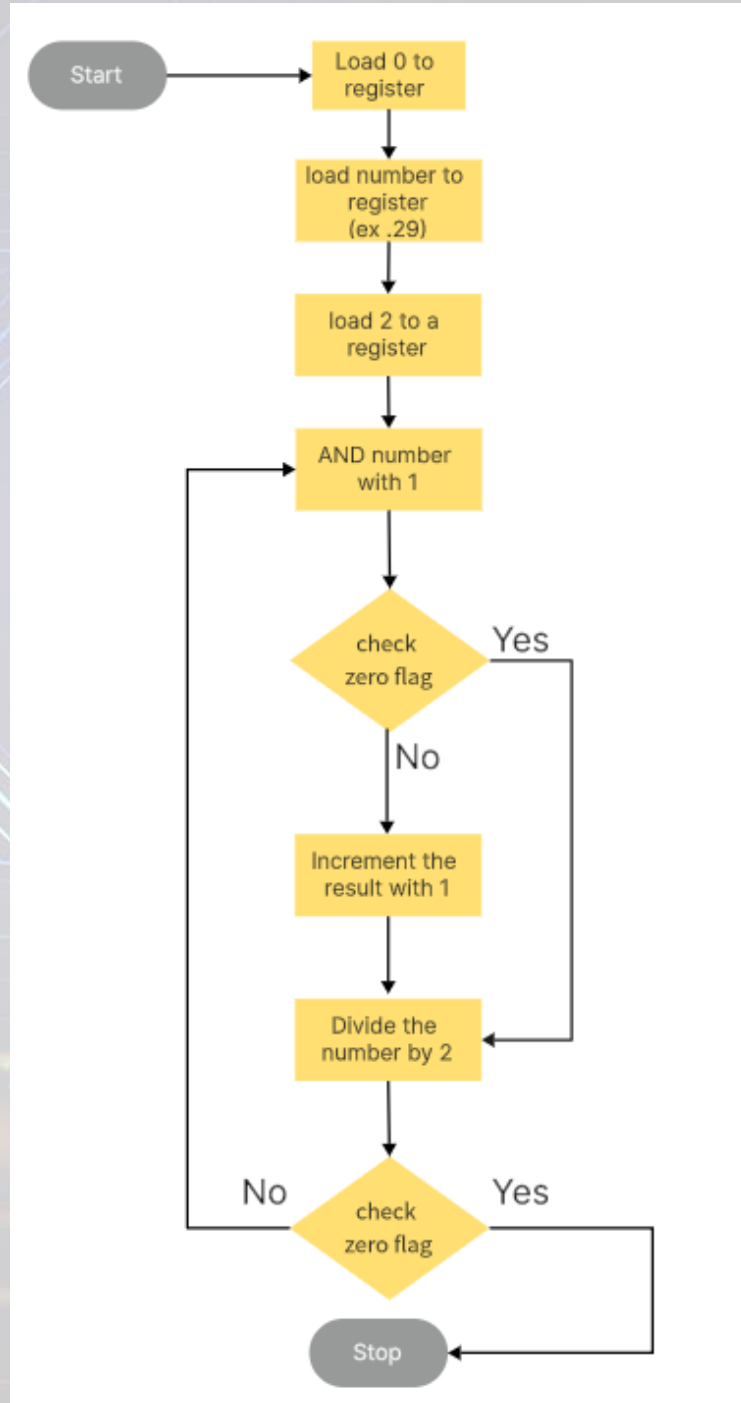 Start
Load 0 to
register
load number to
register
(ex .29)
load 2 to a
register
AND number
with 1
check
zero flag
Yes
No
Increment the
result with 1
Divide the
number by 2
No
check
zero flag
Yes
Stop